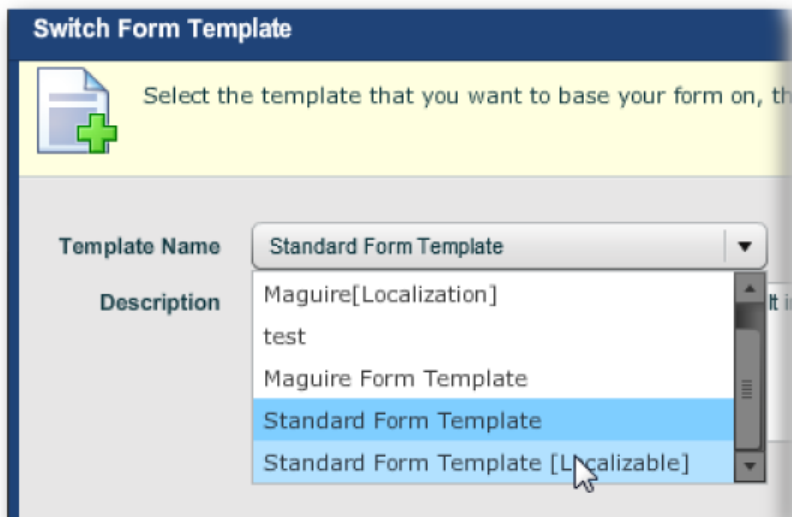 Switch Form Template
Select the template that you want to base your form on, th
Template Name
Standard Form Template
Description
Maguire[Localization]
test
Maguire Form Template
Standard Form Template
Standard Form Template [Localizable]
It i